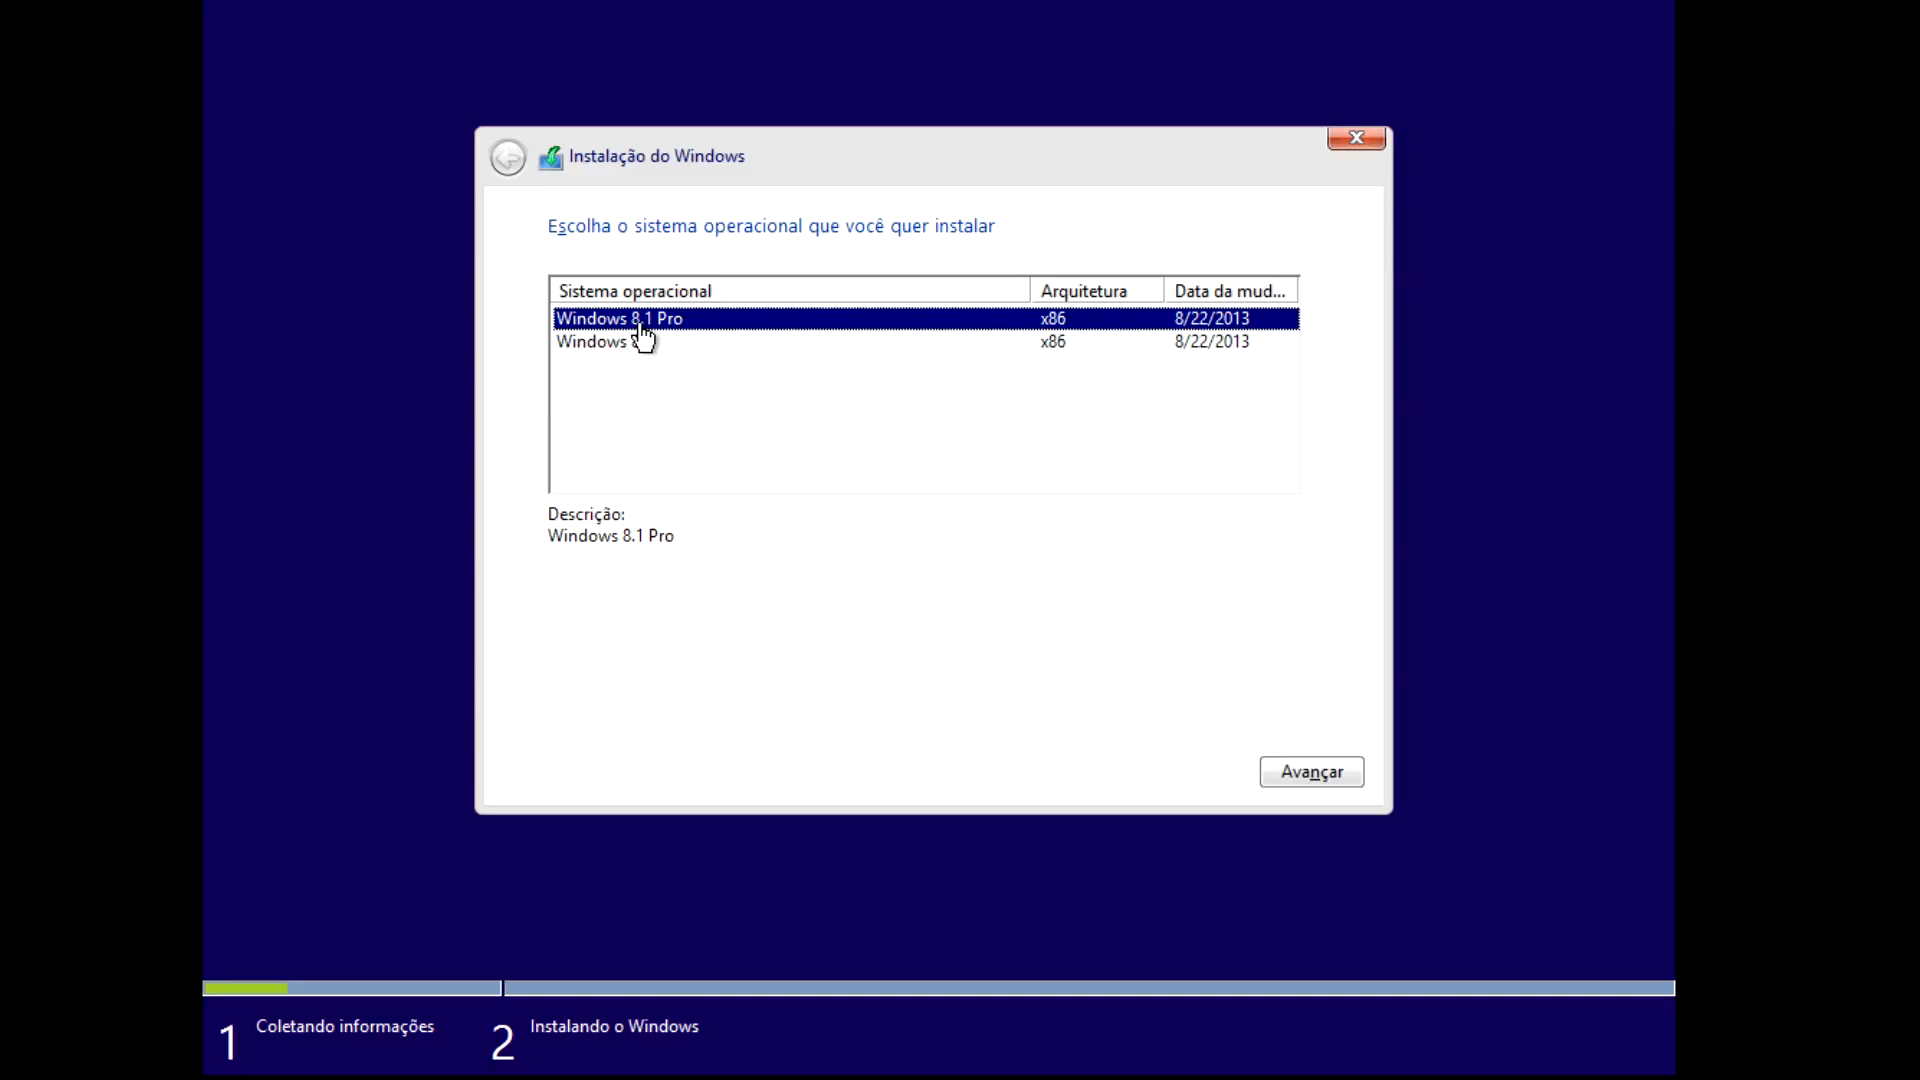 Instalação do Windows
Escolha o sistema operacional que você quer instalar
Sistema operacional Arquitetura Data da mud...
Windows 8.1 Pro x86 8/22/2013
Windows x86 8/22/2013
Descrição:
Windows 8.1 Pro
Avançar
1 Coletando informações 2 Instalando o Windows